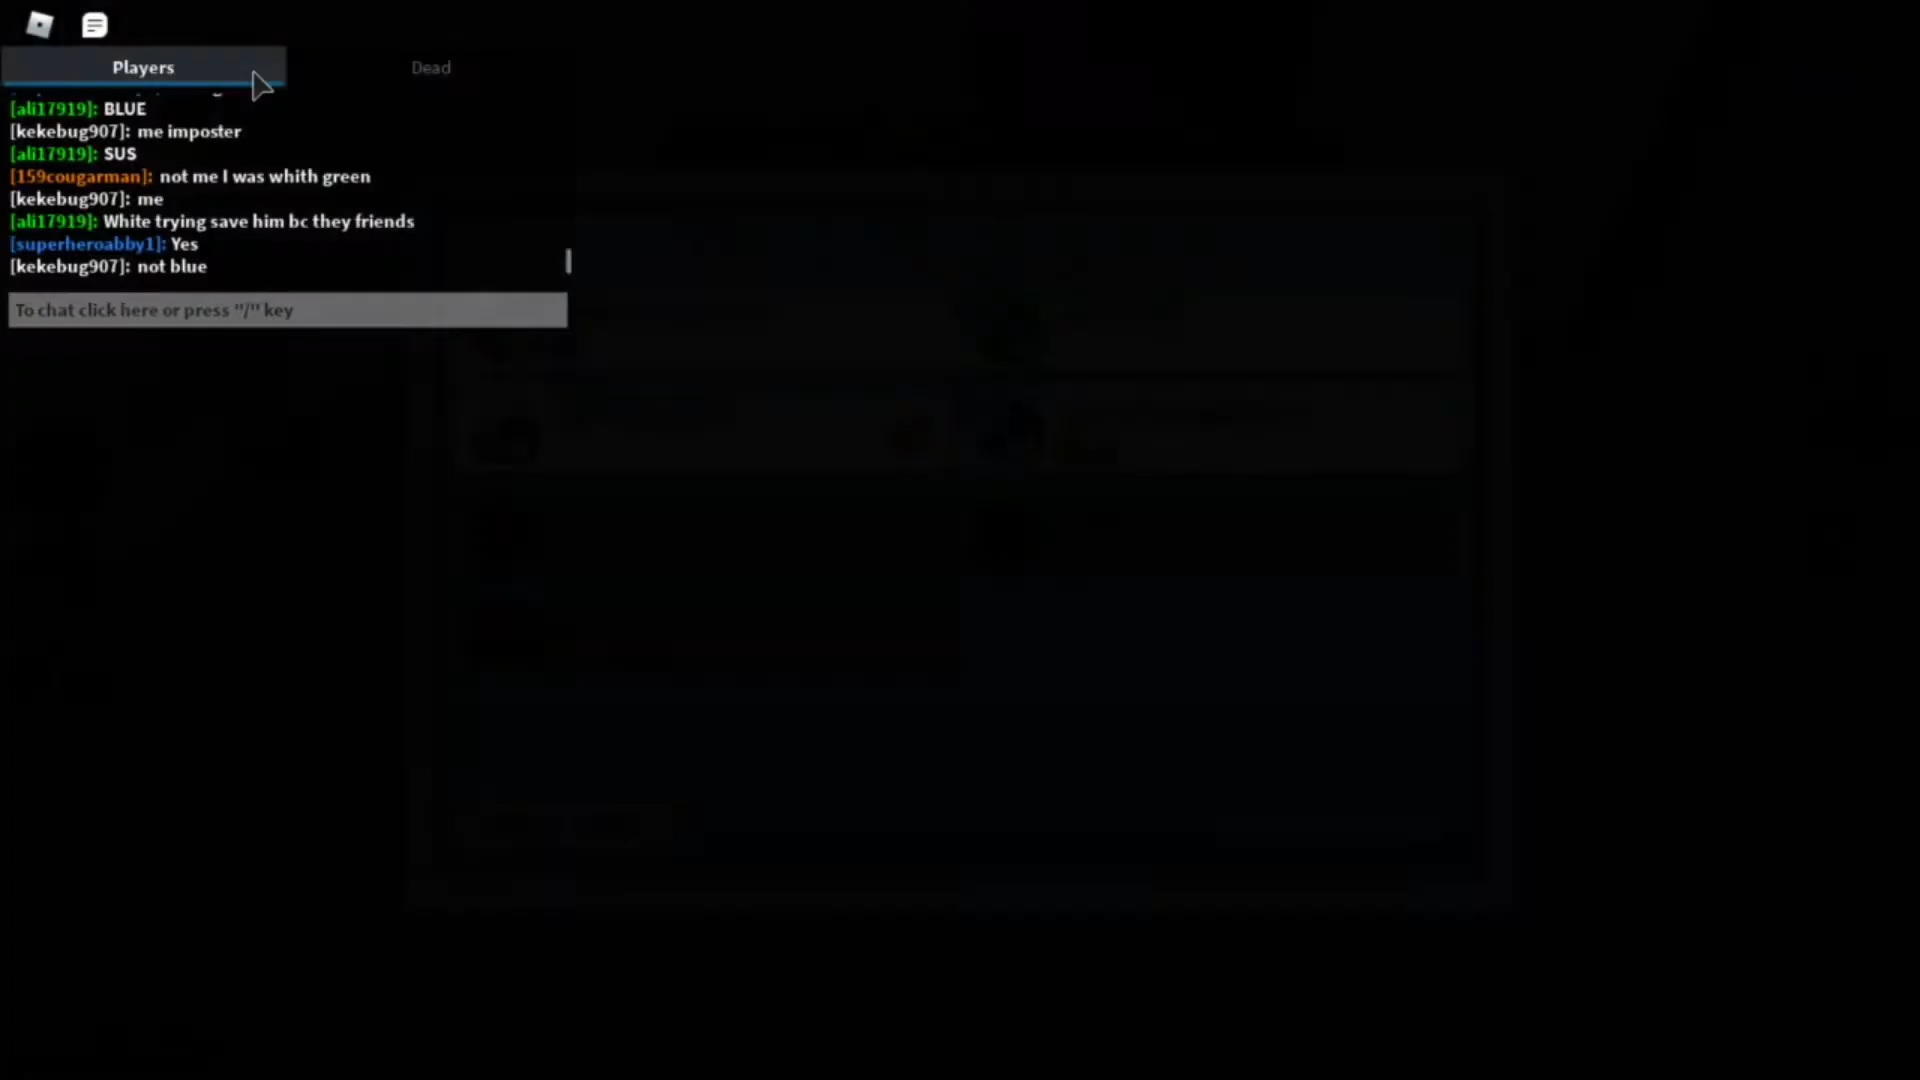 Players
Dead
[ali17919]: BLUE
[kekebug907]: me imposter
[ali17919]: SUS
[159cougarman]: not me I was whith green
[kekebug907]: me
[ali17919]: White trying save him bc they friends
[superheroabby1]: Yes
[kekebug907]: not blue
To chat click here or press "/" key